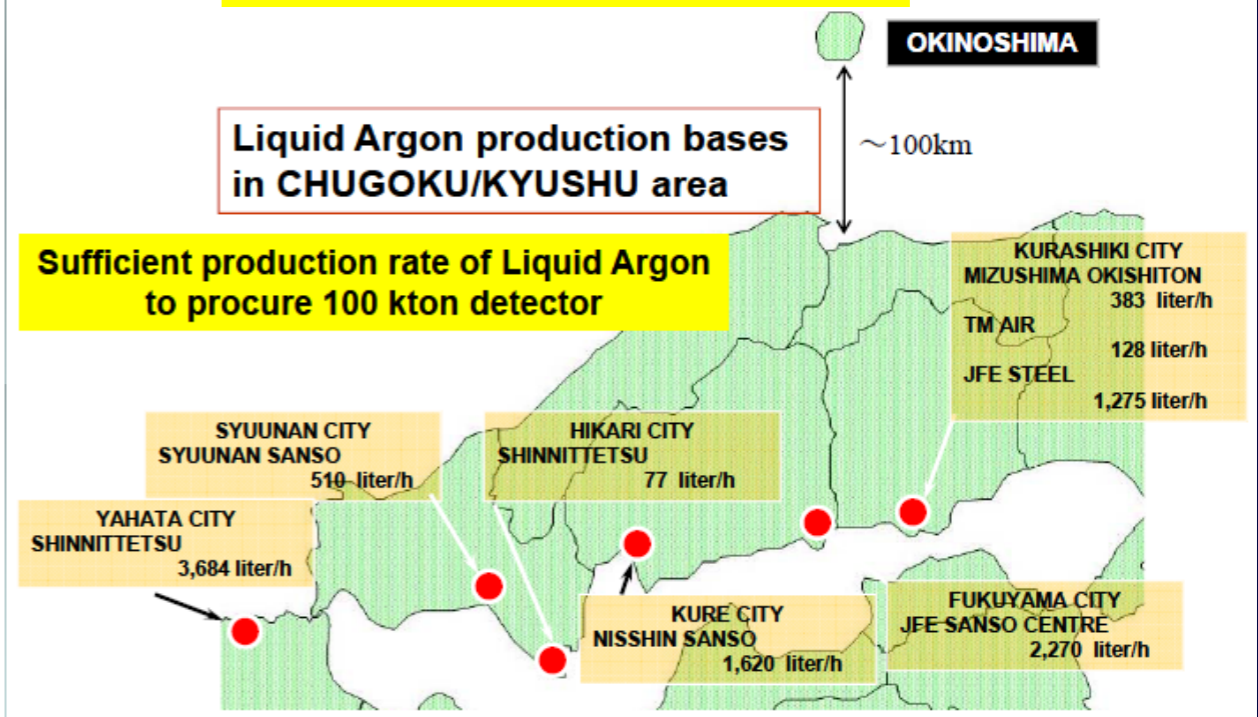 OKINOSHIMA
Liquid Argon production bases
in CHUGOKU/KYUSHU area
~100km
Sufficient production rate of Liquid Argon
to procure 100 kton detector
KURASHIKI CITY
MIZUSHIMA OKISHITON
383 liter/h
TM AIR
128 liter/h
JFE STEEL
1,275 liter/h
SYUUNAN CITY
SYUUNAN SANSO
510 liter/h
HIKARI CITY
SHINNITTETSU
77 liter/h
YAHATA CITY
SHINNITTETSU
3,684 liter/h
KURE CITY
NISSHIN SANSO
1,620 liter/h
FUKUYAMA CITY
JFE SANSO CENTRE
2,270 liter/h